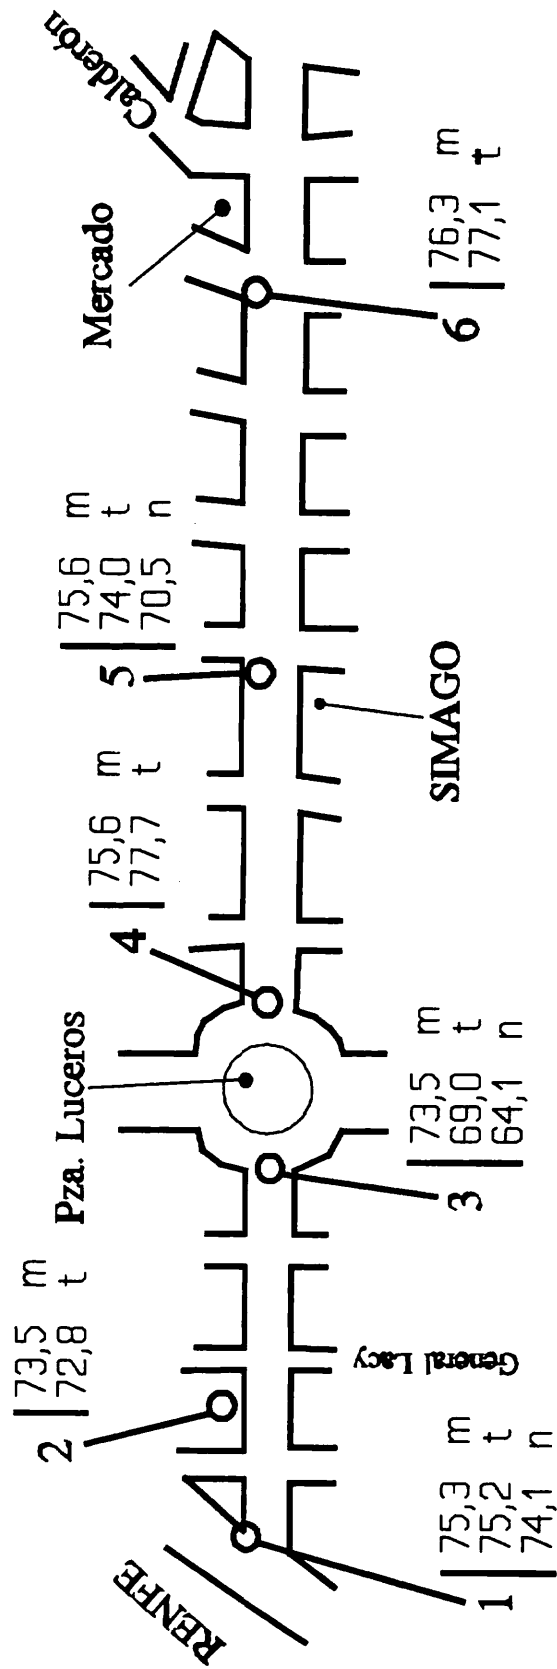 RENFE
1
75,3 m
75,2 t
74,1 n
2
73,5 m
72,8 t
General Lacy
3
73,5 m
69,0 t
64,1 n
Pza. Luceros
4
75,6 m
77,7 t
5
75,6 m
74,0 t
70,5 n
SIMAGO
6
76,3 m
77,1 t
Mercado
Calderón